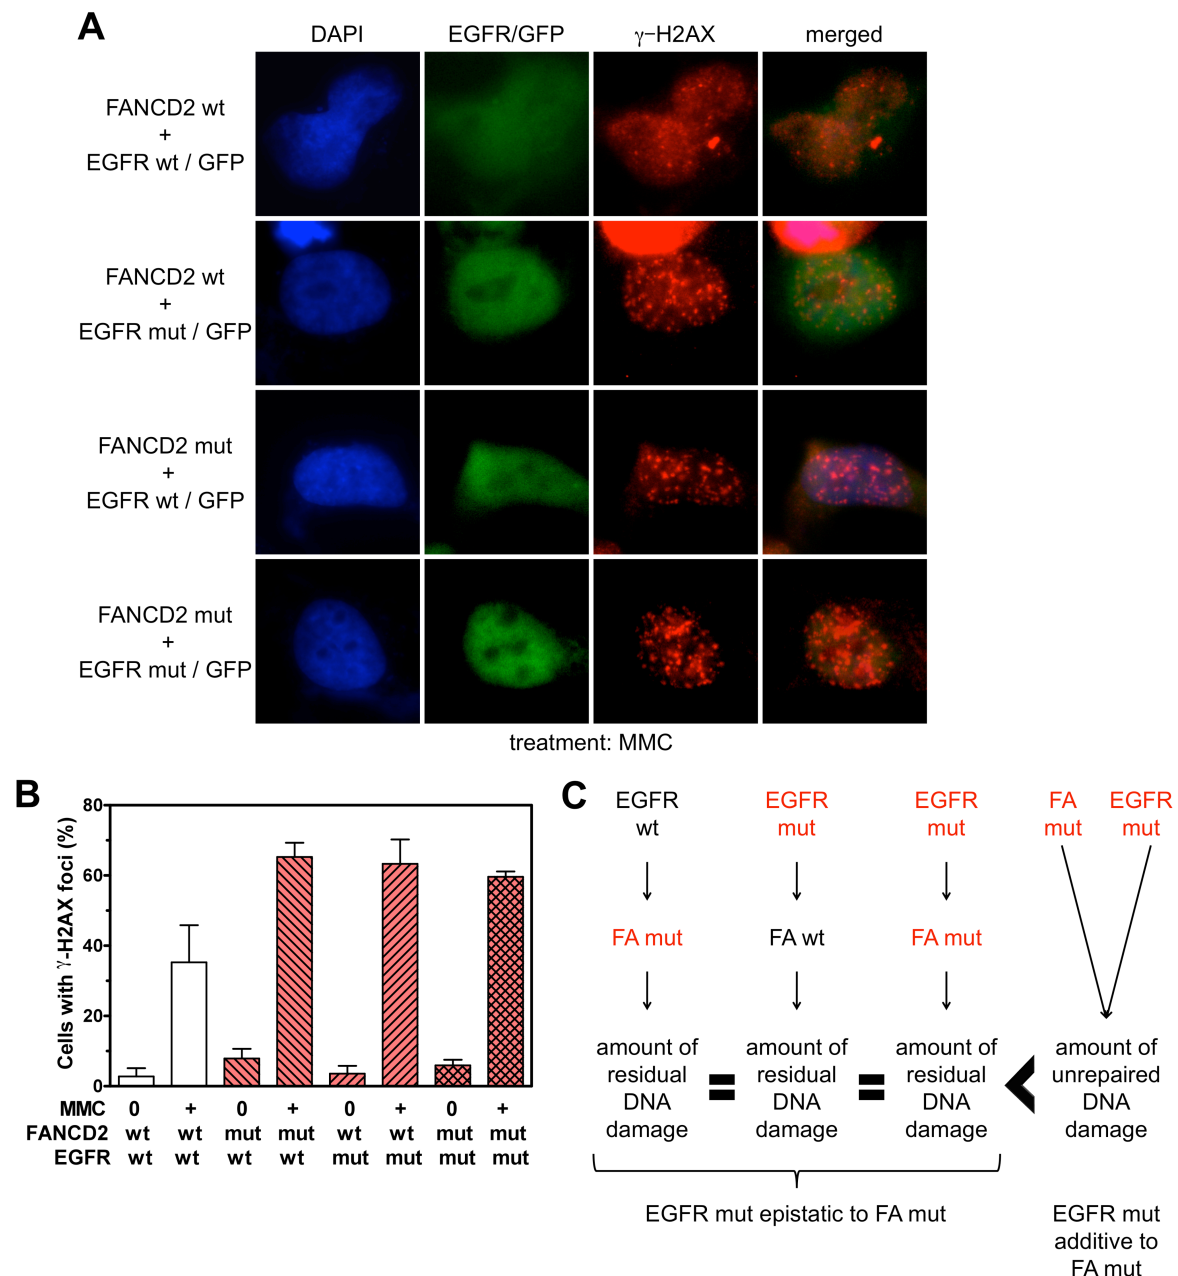 A
DAPI EGFR/GFP γ−H2AX merged
FANCD2 wt
+
EGFR wt / GFP
FANCD2 wt
+
EGFR mut / GFP
FANCD2 mut
+
EGFR wt / GFP
FANCD2 mut
+
EGFR mut / GFP
treatment: MMC
B
Cells with γ-H2AX foci (%)
80
60
40
20
0
MMC 0 + 0 + 0 + 0 +
FANCD2 wt wt mut mut wt wt mut mut
EGFR wt wt wt wt mut mut mut mut
C
EGFR
wt
FA mut
amount of
residual
DNA
damage
=
EGFR
mut
FA wt
amount of
residual
DNA
damage
=
EGFR
mut
FA mut
amount of
residual
DNA
damage
<
FA
mut
EGFR
mut
amount of
unrepaired
DNA
damage
EGFR mut epistatic to FA mut
EGFR mut
additive to
FA mut